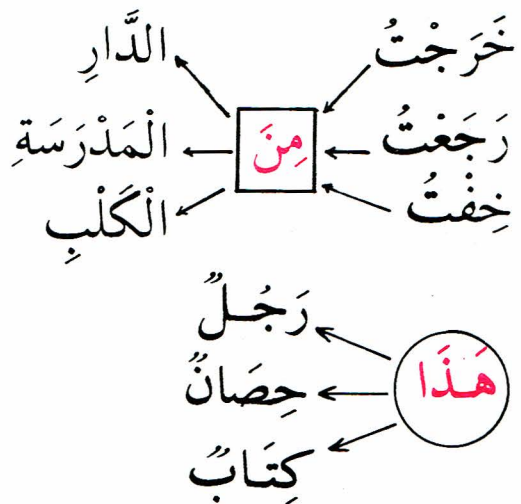 خَرَجْتُ الدَّارِ
رَجَعْتُ مِنَ الْمَدْرَسَةِ
خِفْتُ الْكَلْبِ
رَجُلٌ
هَذَا حِصَانٌ
كِتَابٌ